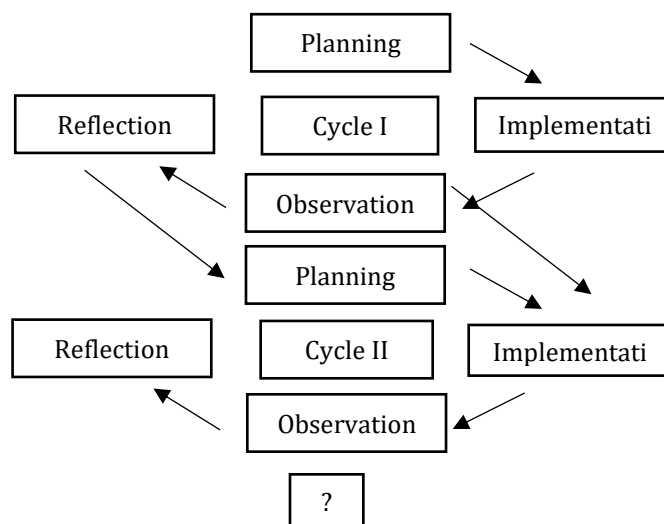 Planning
Reflection
Cycle I
Implementati
Observation
Planning
Reflection
Cycle II
Implementati
Observation
?